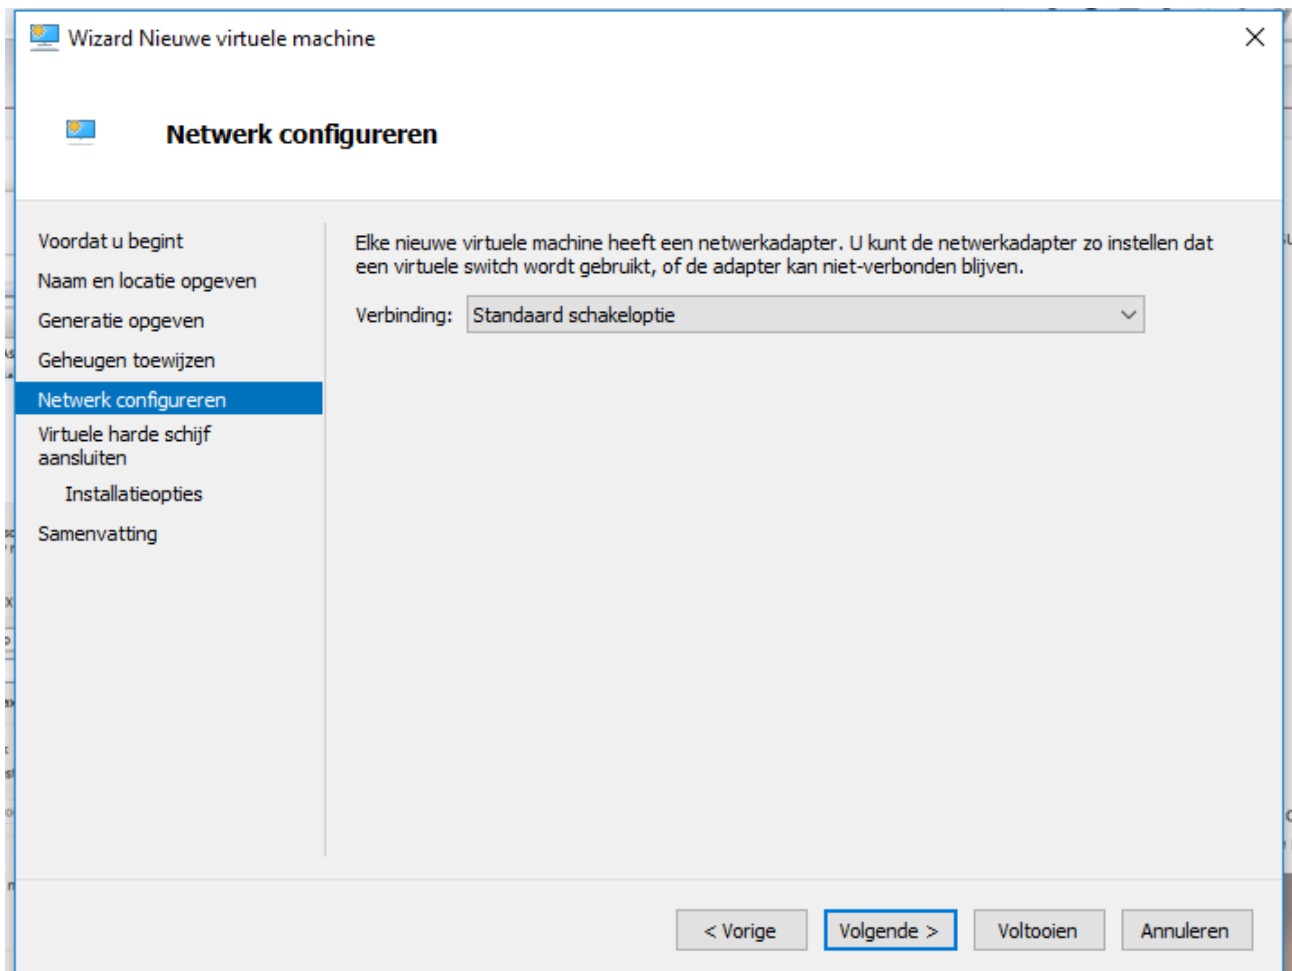 Wizard Nieuwe virtuele machine
Netwerk configureren
Voordat u begint
Naam en locatie opgeven
Generatie opgeven
Geheugen toewijzen
Netwerk configureren
Virtuele harde schijf
aansluiten
Installatieopties
Samenvatting
Elke nieuwe virtuele machine heeft een netwerkadapter. U kunt de netwerkadapter zo instellen dat
een virtuele switch wordt gebruikt, of de adapter kan niet-verbonden blijven.
Verbinding: Standaard schakeloptie
< Vorige
Volgende >
Voltooien
Annuleren